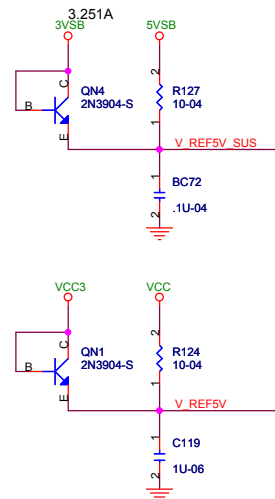 3.251A
3VSB 5VSB
C 2
QN4 R127
B 2N3904-S 10-04
E 1
V_REF5V_SUS
1
BC72
.1U-04
2
VCC3 VCC
C 2
QN1 R124
B 2N3904-S 10-04
E 1
V_REF5V
1
C119
1U-06
2